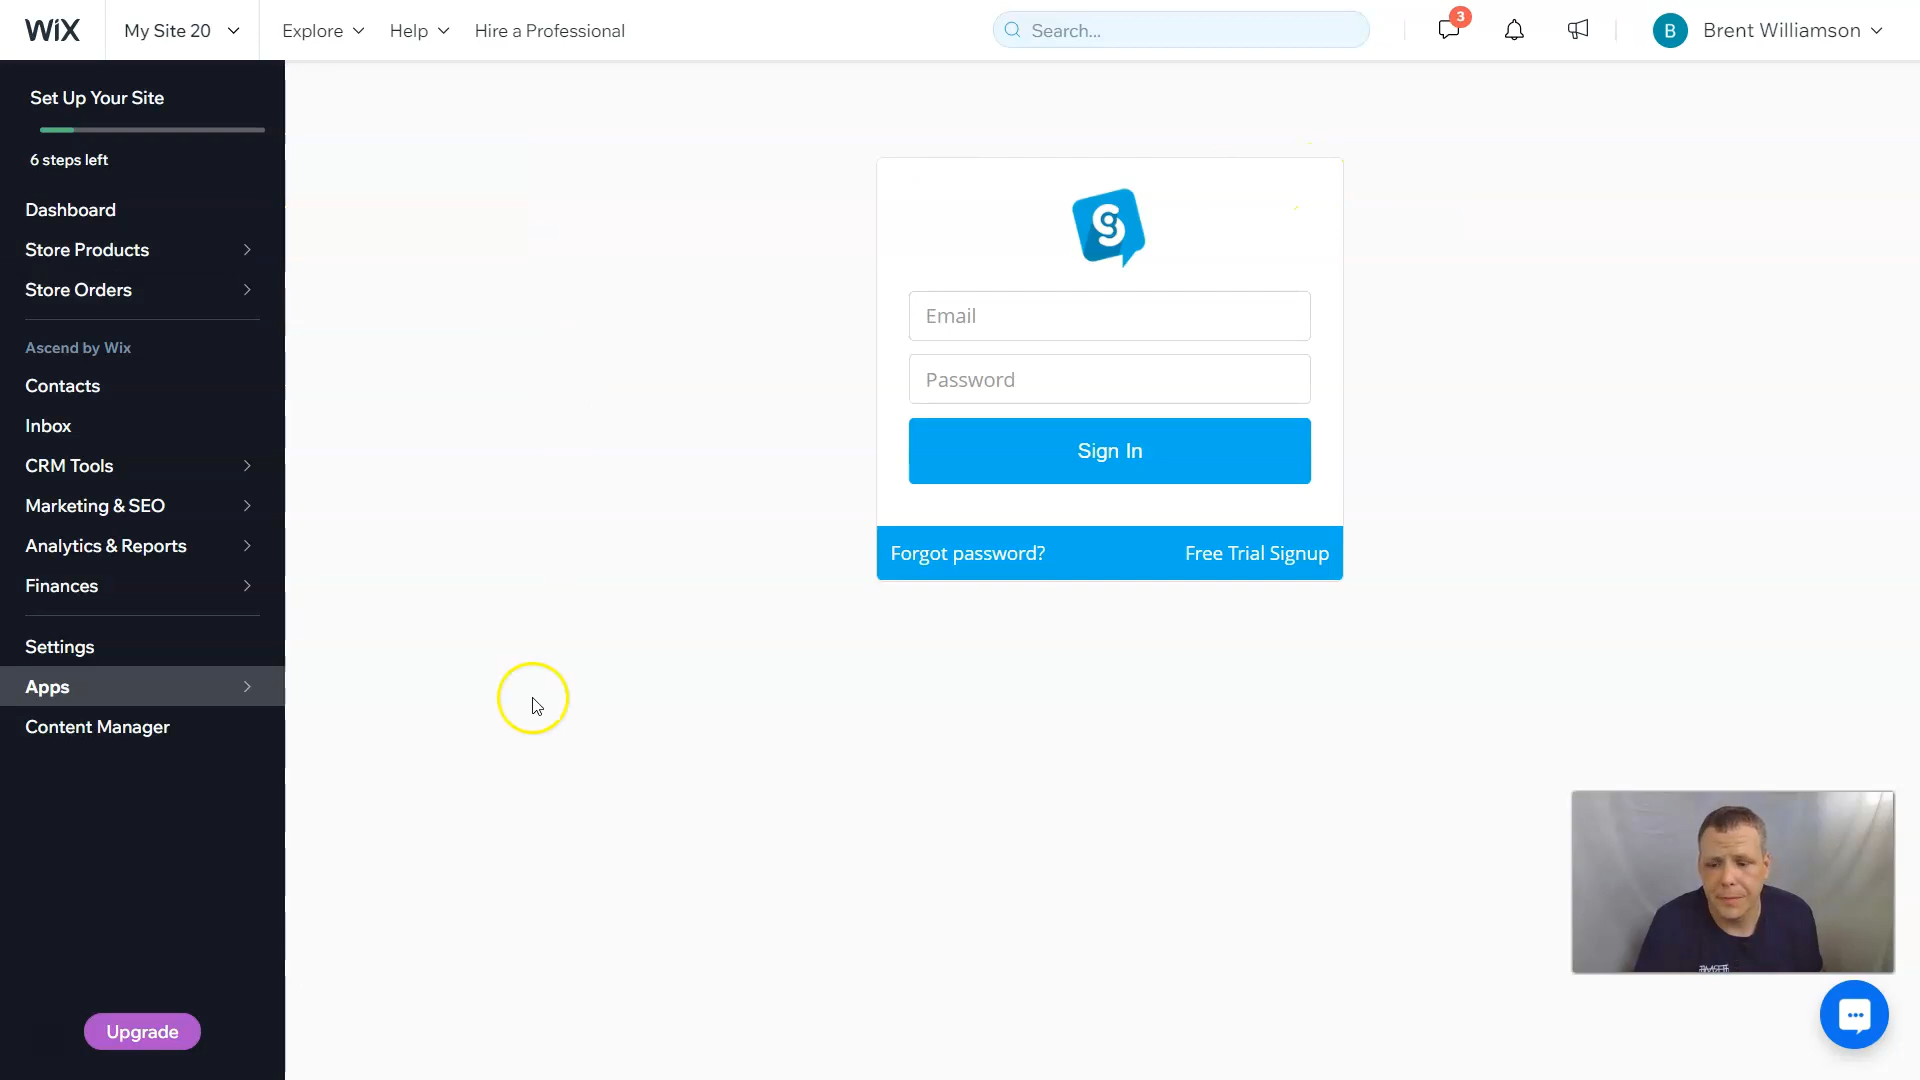 WIX
My Site 20
Explore
Help
Hire a Professional
Search...
3
B
Brent Williamson
Set Up Your Site
6 steps left
Dashboard
Store Products
Store Orders
Ascend by Wix
Contacts
Inbox
CRM Tools
Marketing & SEO
Analytics & Reports
Finances
Settings
Apps
Content Manager
Upgrade
Email
Password
Sign In
Forgot password?
Free Trial Signup